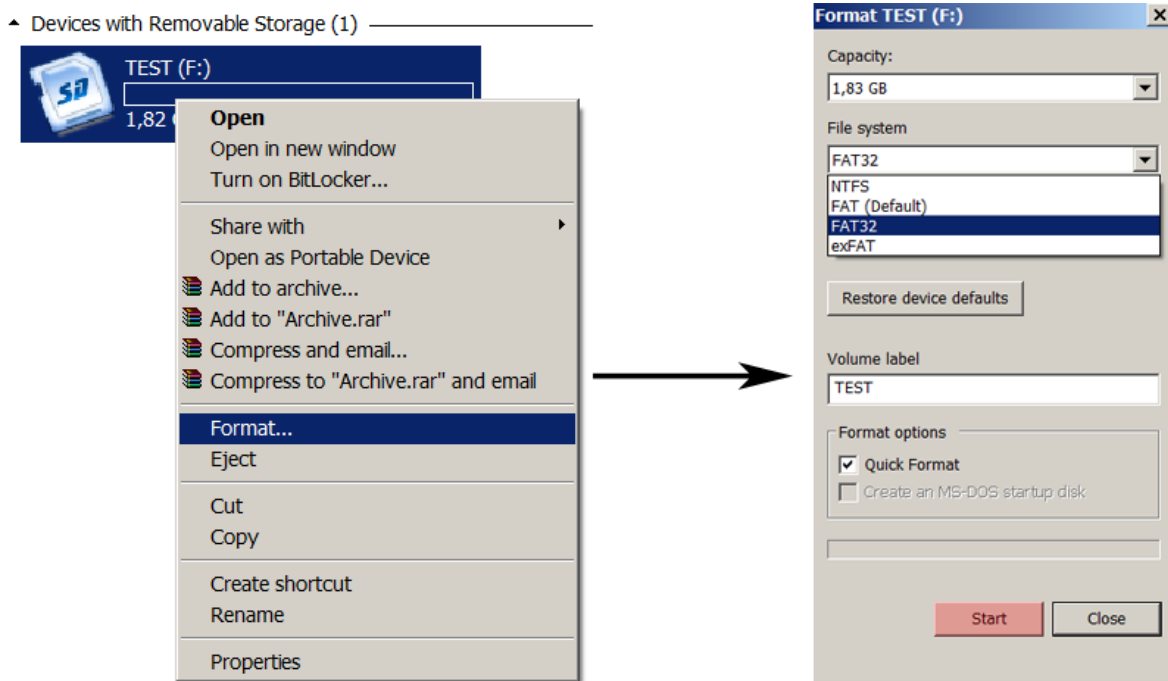 Devices with Removable Storage (1)
SD
TEST (F:)
1,82
Open
Open in new window
Turn on BitLocker...
Share with
Open as Portable Device
Add to archive...
Add to "Archive.rar"
Compress and email...
Compress to "Archive.rar" and email
Format...
Eject
Cut
Copy
Create shortcut
Rename
Properties
Format TEST (F:)
Capacity:
1,83 GB
File system
FAT32
NTFS
FAT (Default)
FAT32
exFAT
Restore device defaults
Volume label
TEST
Format options
Quick Format
Create an MS-DOS startup disk
Start
Close